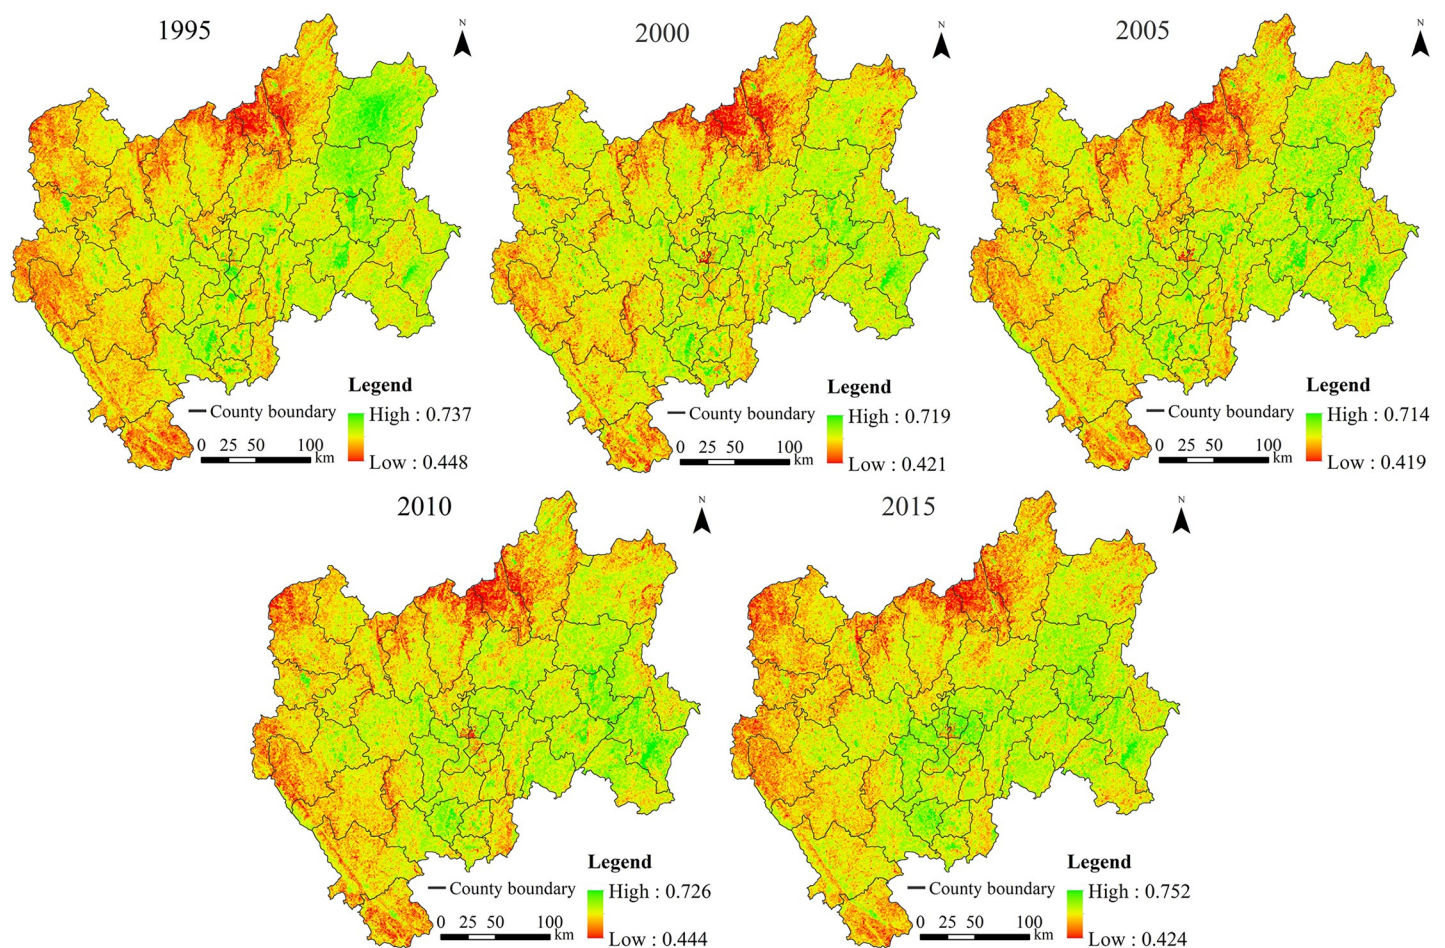 1995
N
Legend
County boundary
High : 0.737
Low : 0.448
0 25 50 100
km
2000
N
Legend
County boundary
High : 0.719
Low : 0.421
0 25 50 100
km
2005
N
Legend
County boundary
High : 0.714
Low : 0.419
0 25 50 100
km
2010
N
Legend
County boundary
High : 0.726
Low : 0.444
0 25 50 100
km
2015
N
Legend
County boundary
High : 0.752
Low : 0.424
0 25 50 100
km